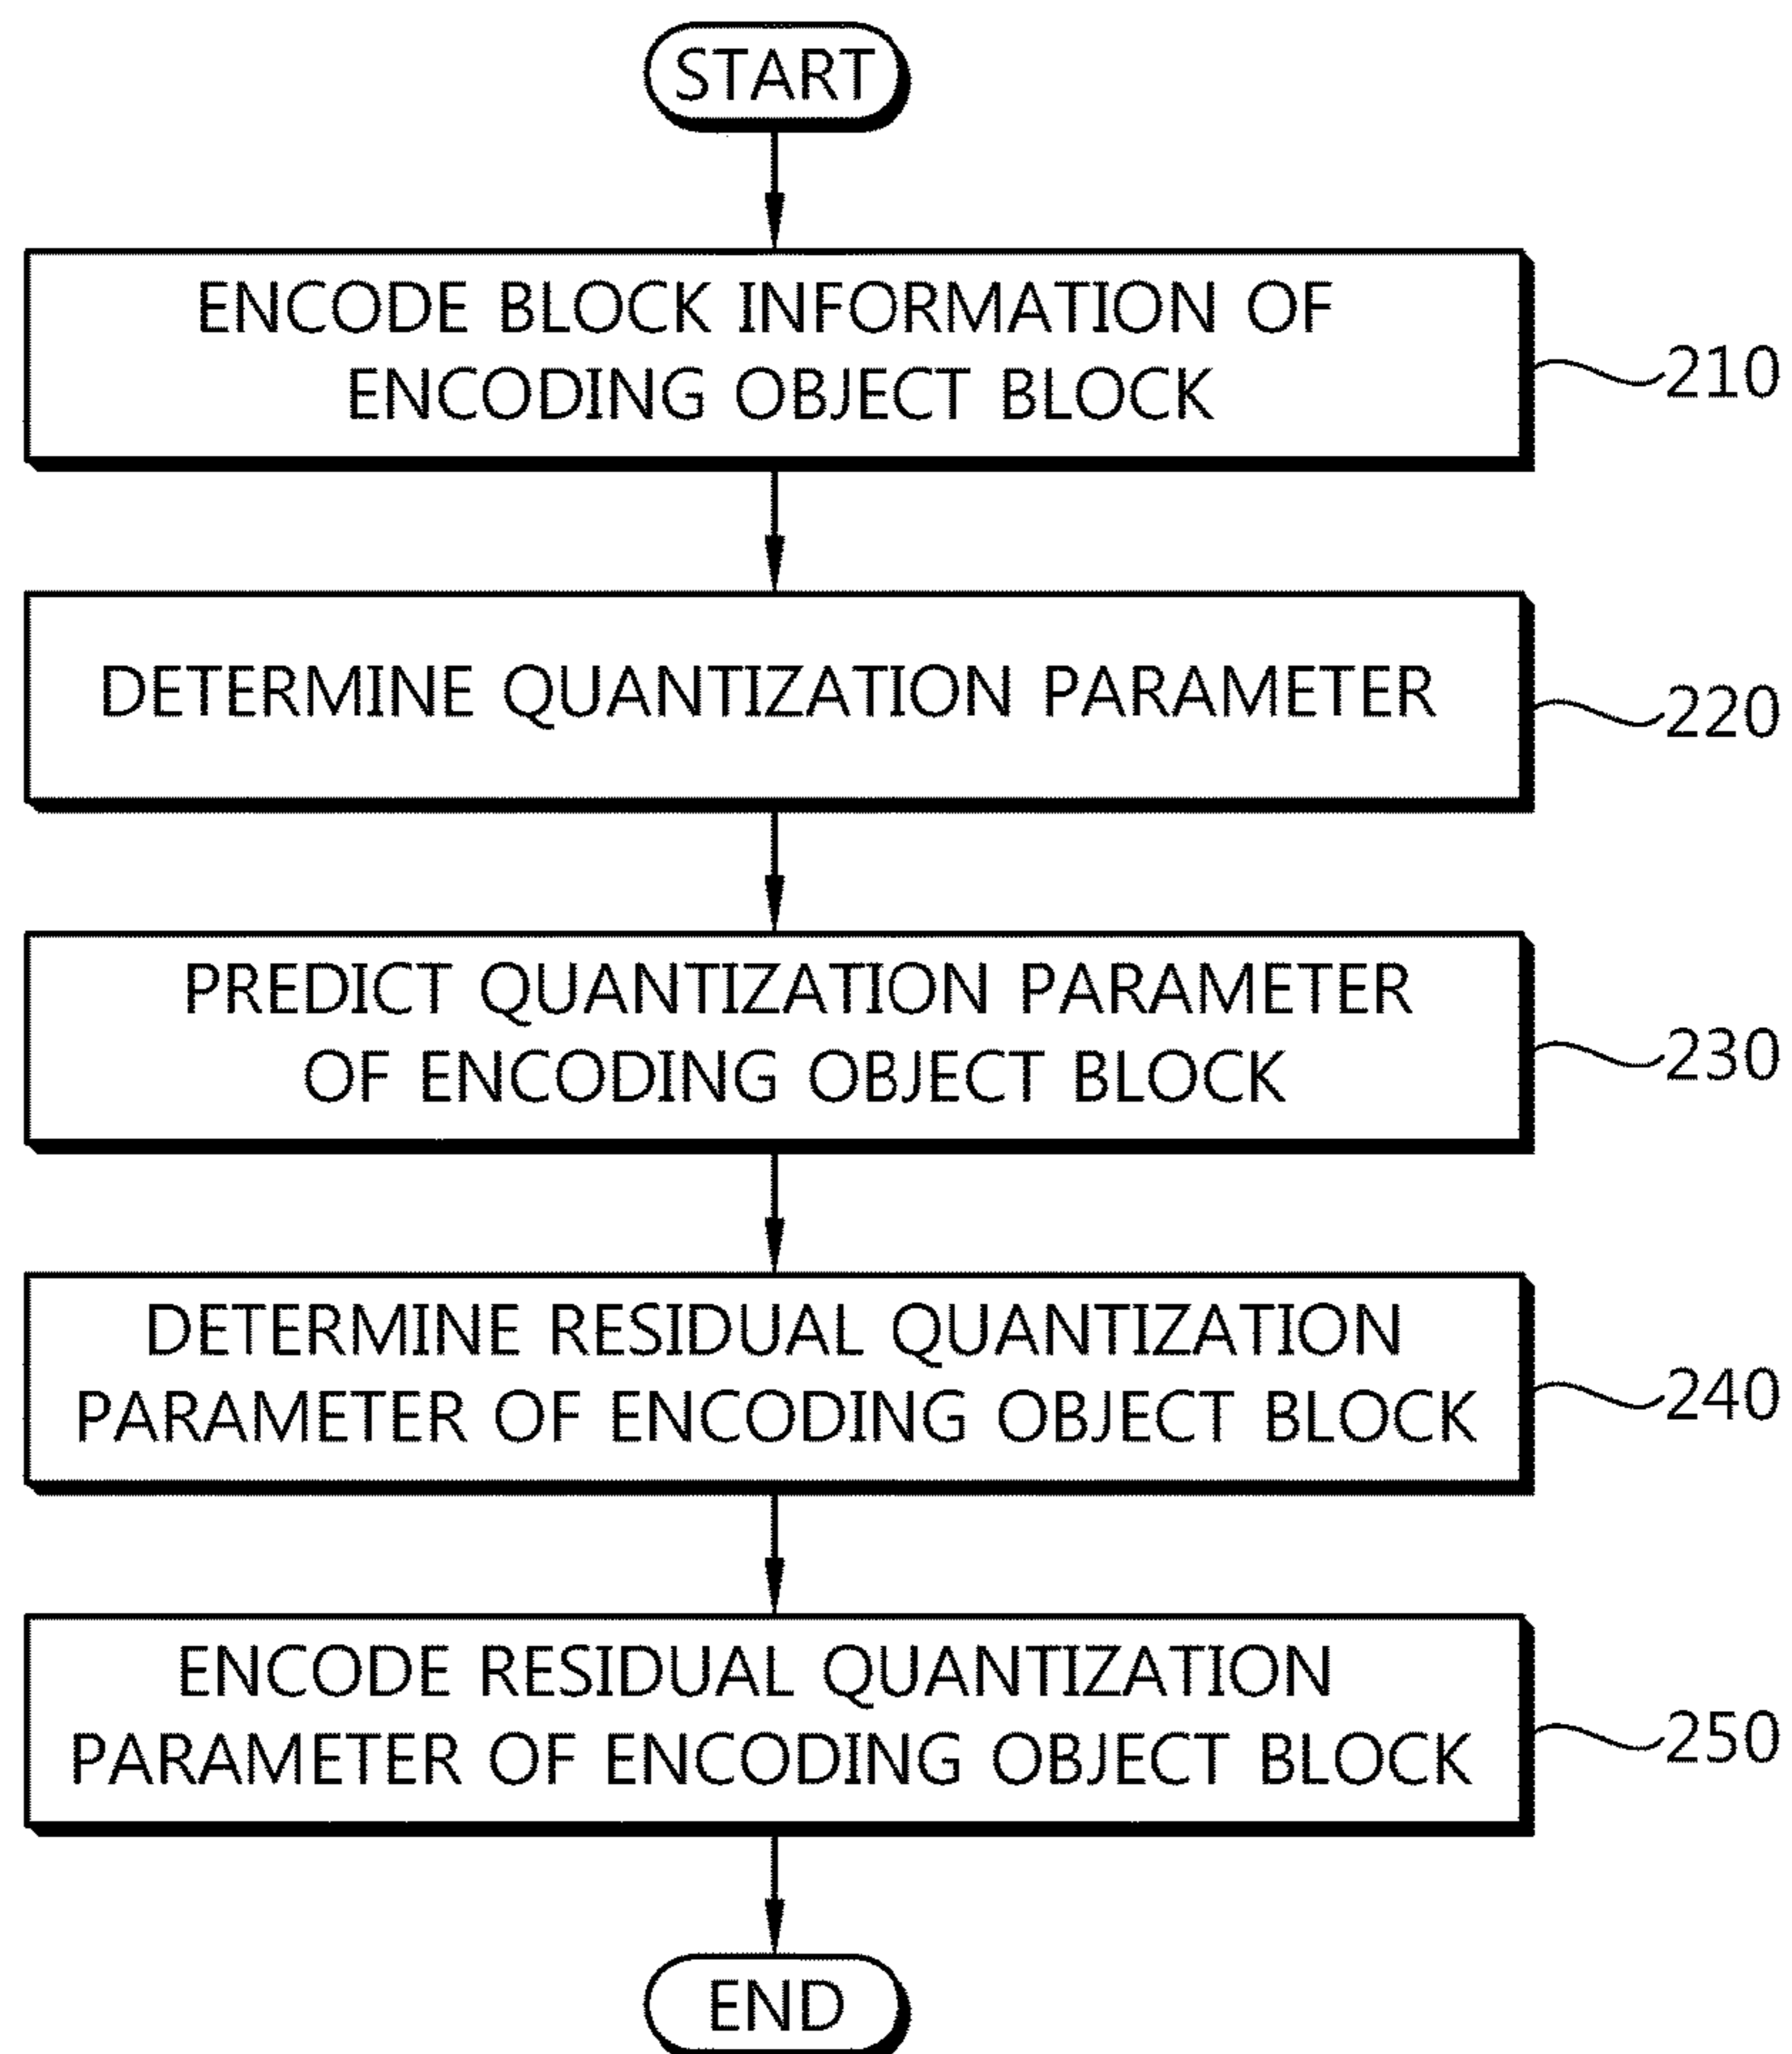 START
ENCODE BLOCK INFORMATION OF
ENCODING OBJECT BLOCK
210
DETERMINE QUANTIZATION PARAMETER
220
PREDICT QUANTIZATION PARAMETER
OF ENCODING OBJECT BLOCK
230
DETERMINE RESIDUAL QUANTIZATION
PARAMETER OF ENCODING OBJECT BLOCK
240
ENCODE RESIDUAL QUANTIZATION
PARAMETER OF ENCODING OBJECT BLOCK
250
END